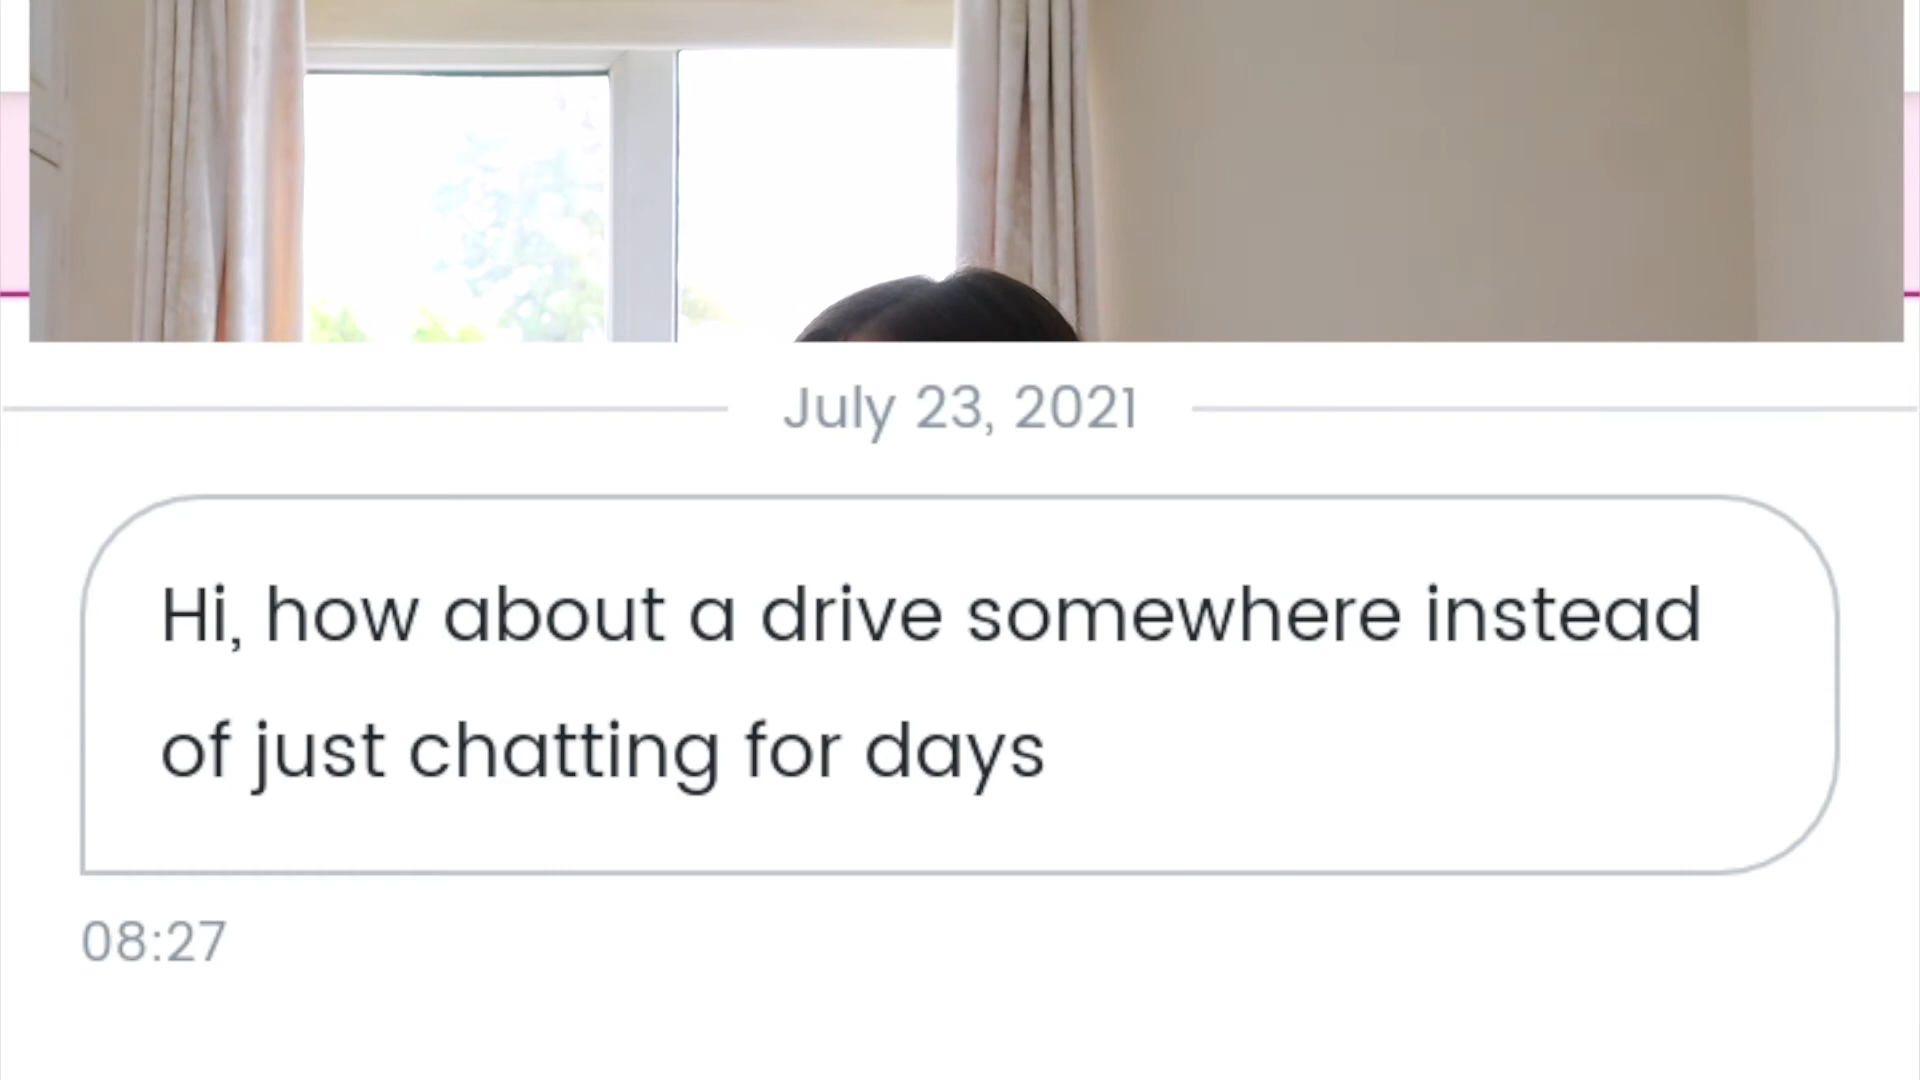 July 23, 2021
Hi, how about a drive somewhere instead
of just chatting for days
08:27